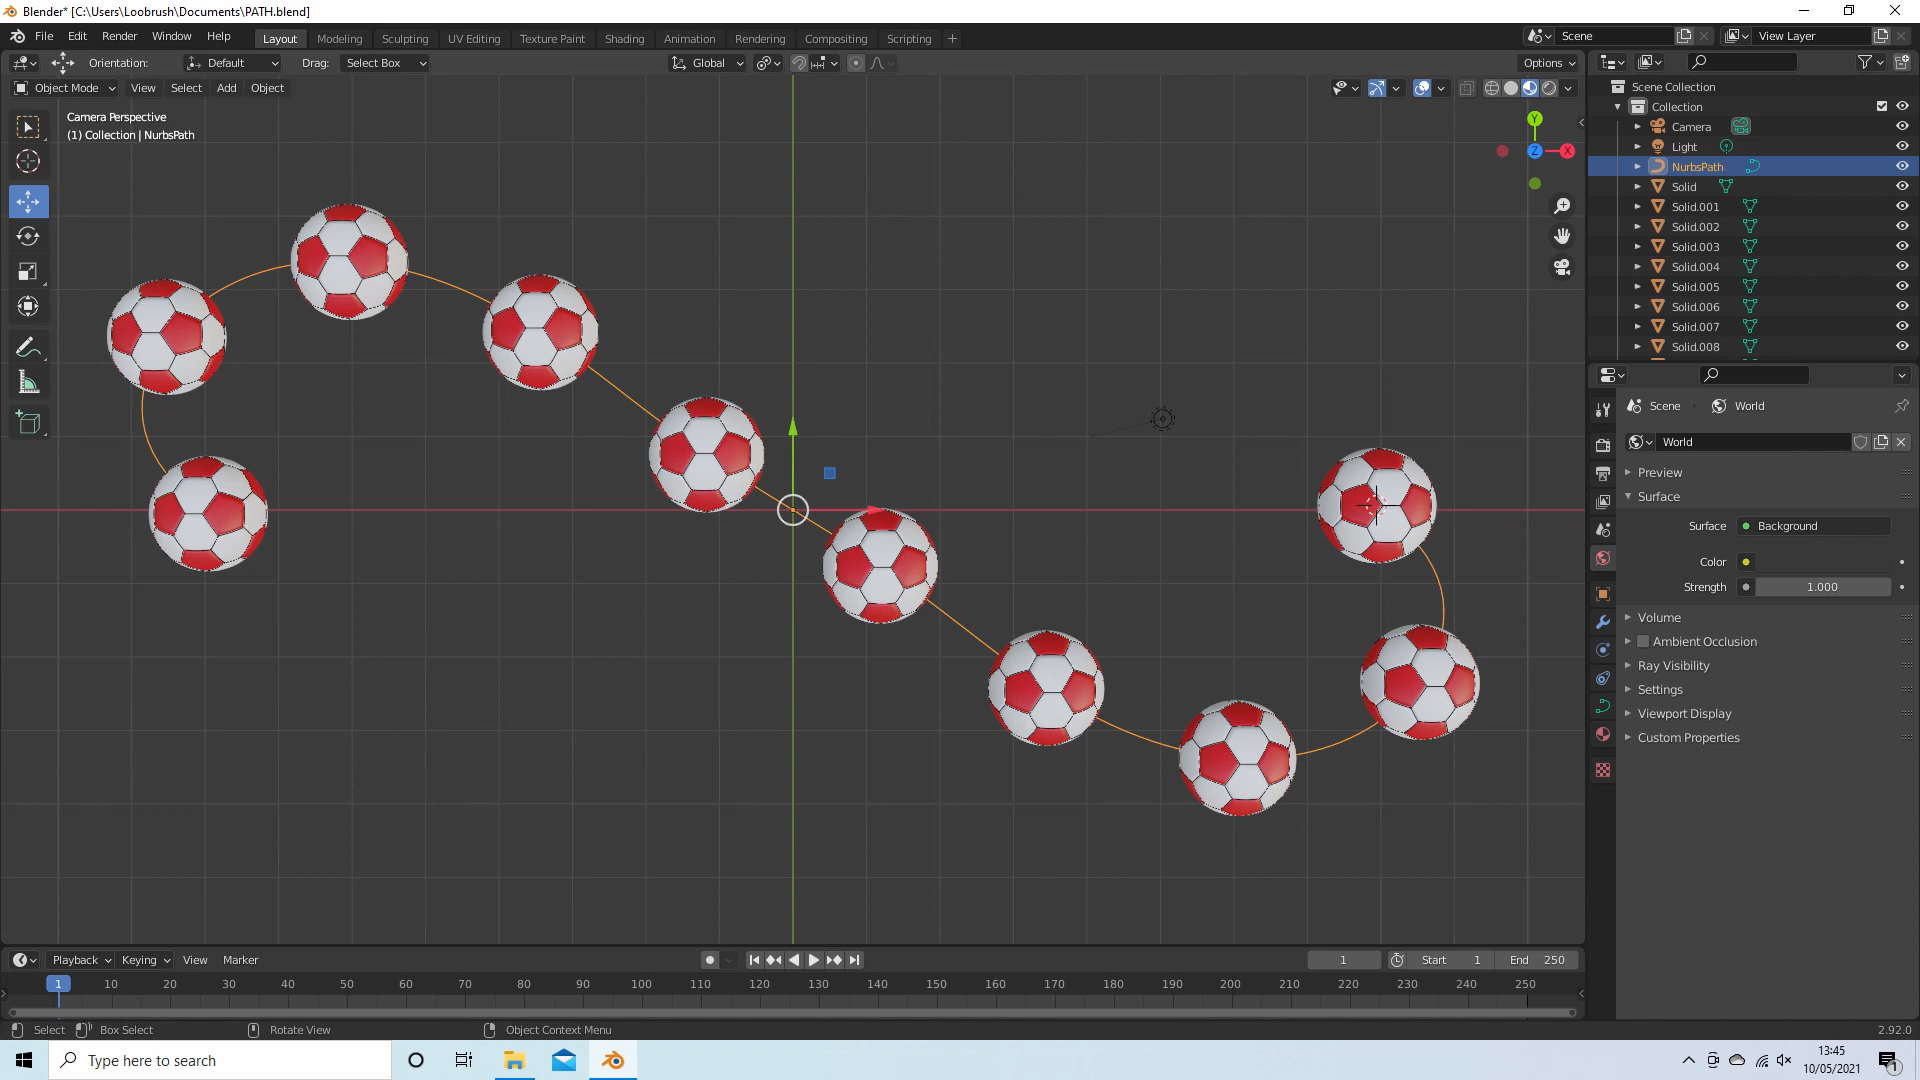 Blender* [C:\Users\Loobrush\Documents\PATH.blend]
File Edit Render Window Help Layout Modeling Sculpting UV Editing Texture Paint Shading Animation Rendering Compositing Scripting + Scene View Layer
Orientation: Default Drag: Select Box Global Options
Object Mode View Select Add Object
Camera Perspective
(1) Collection | NurbsPath
Y
Z X
Scene Collection
Collection
Camera
Light
NurbsPath
Solid
Solid.001
Solid.002
Solid.003
Solid.004
Solid.005
Solid.006
Solid.007
Solid.008
Scene World
World
Preview
Surface
Surface Background
Color
Strength 1.000
Volume
Ambient Occlusion
Ray Visibility
Settings
Viewport Display
Custom Properties
Playback Keying View Marker 1 Start 1 End 250
1 10 20 30 40 50 60 70 80 90 100 110 120 130 140 150 160 170 180 190 200 210 220 230 240 250
Select Box Select Rotate View Object Context Menu 2.92.0
Type here to search
13:45
10/05/2021
1